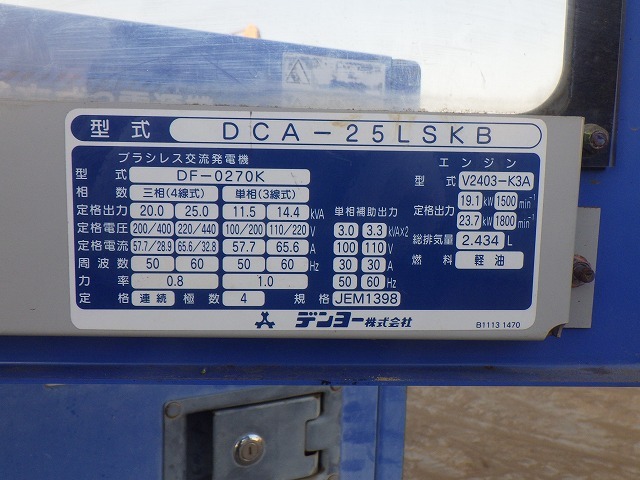 型式 DCA-25LSKB
ブラシレス交流発電機
型式 DF-0270K
相数 三相(4線式) 単相(3線式)
定格出力 20.0 25.0 11.5 14.4 kVA
定格電圧 200/400 220/440 100/200 110/220 V
定格電流 57.7/28.9 65.6/32.8 57.7 65.6 A
周波数 50 60 50 60 Hz
力率 0.8 1.0
定格 連続 極数 4 規格 JEM1398
単相補助出力
3.0 3.3 kVA×2
100 110 V
30 30 A
50 60 Hz
エンジン
型式 V2403-K3A
定格出力 19.1 kW 1500 min⁻¹
23.7 kW 1800 min⁻¹
総排気量 2.434 L
燃料 軽油
デンヨー株式会社
B1113 1470